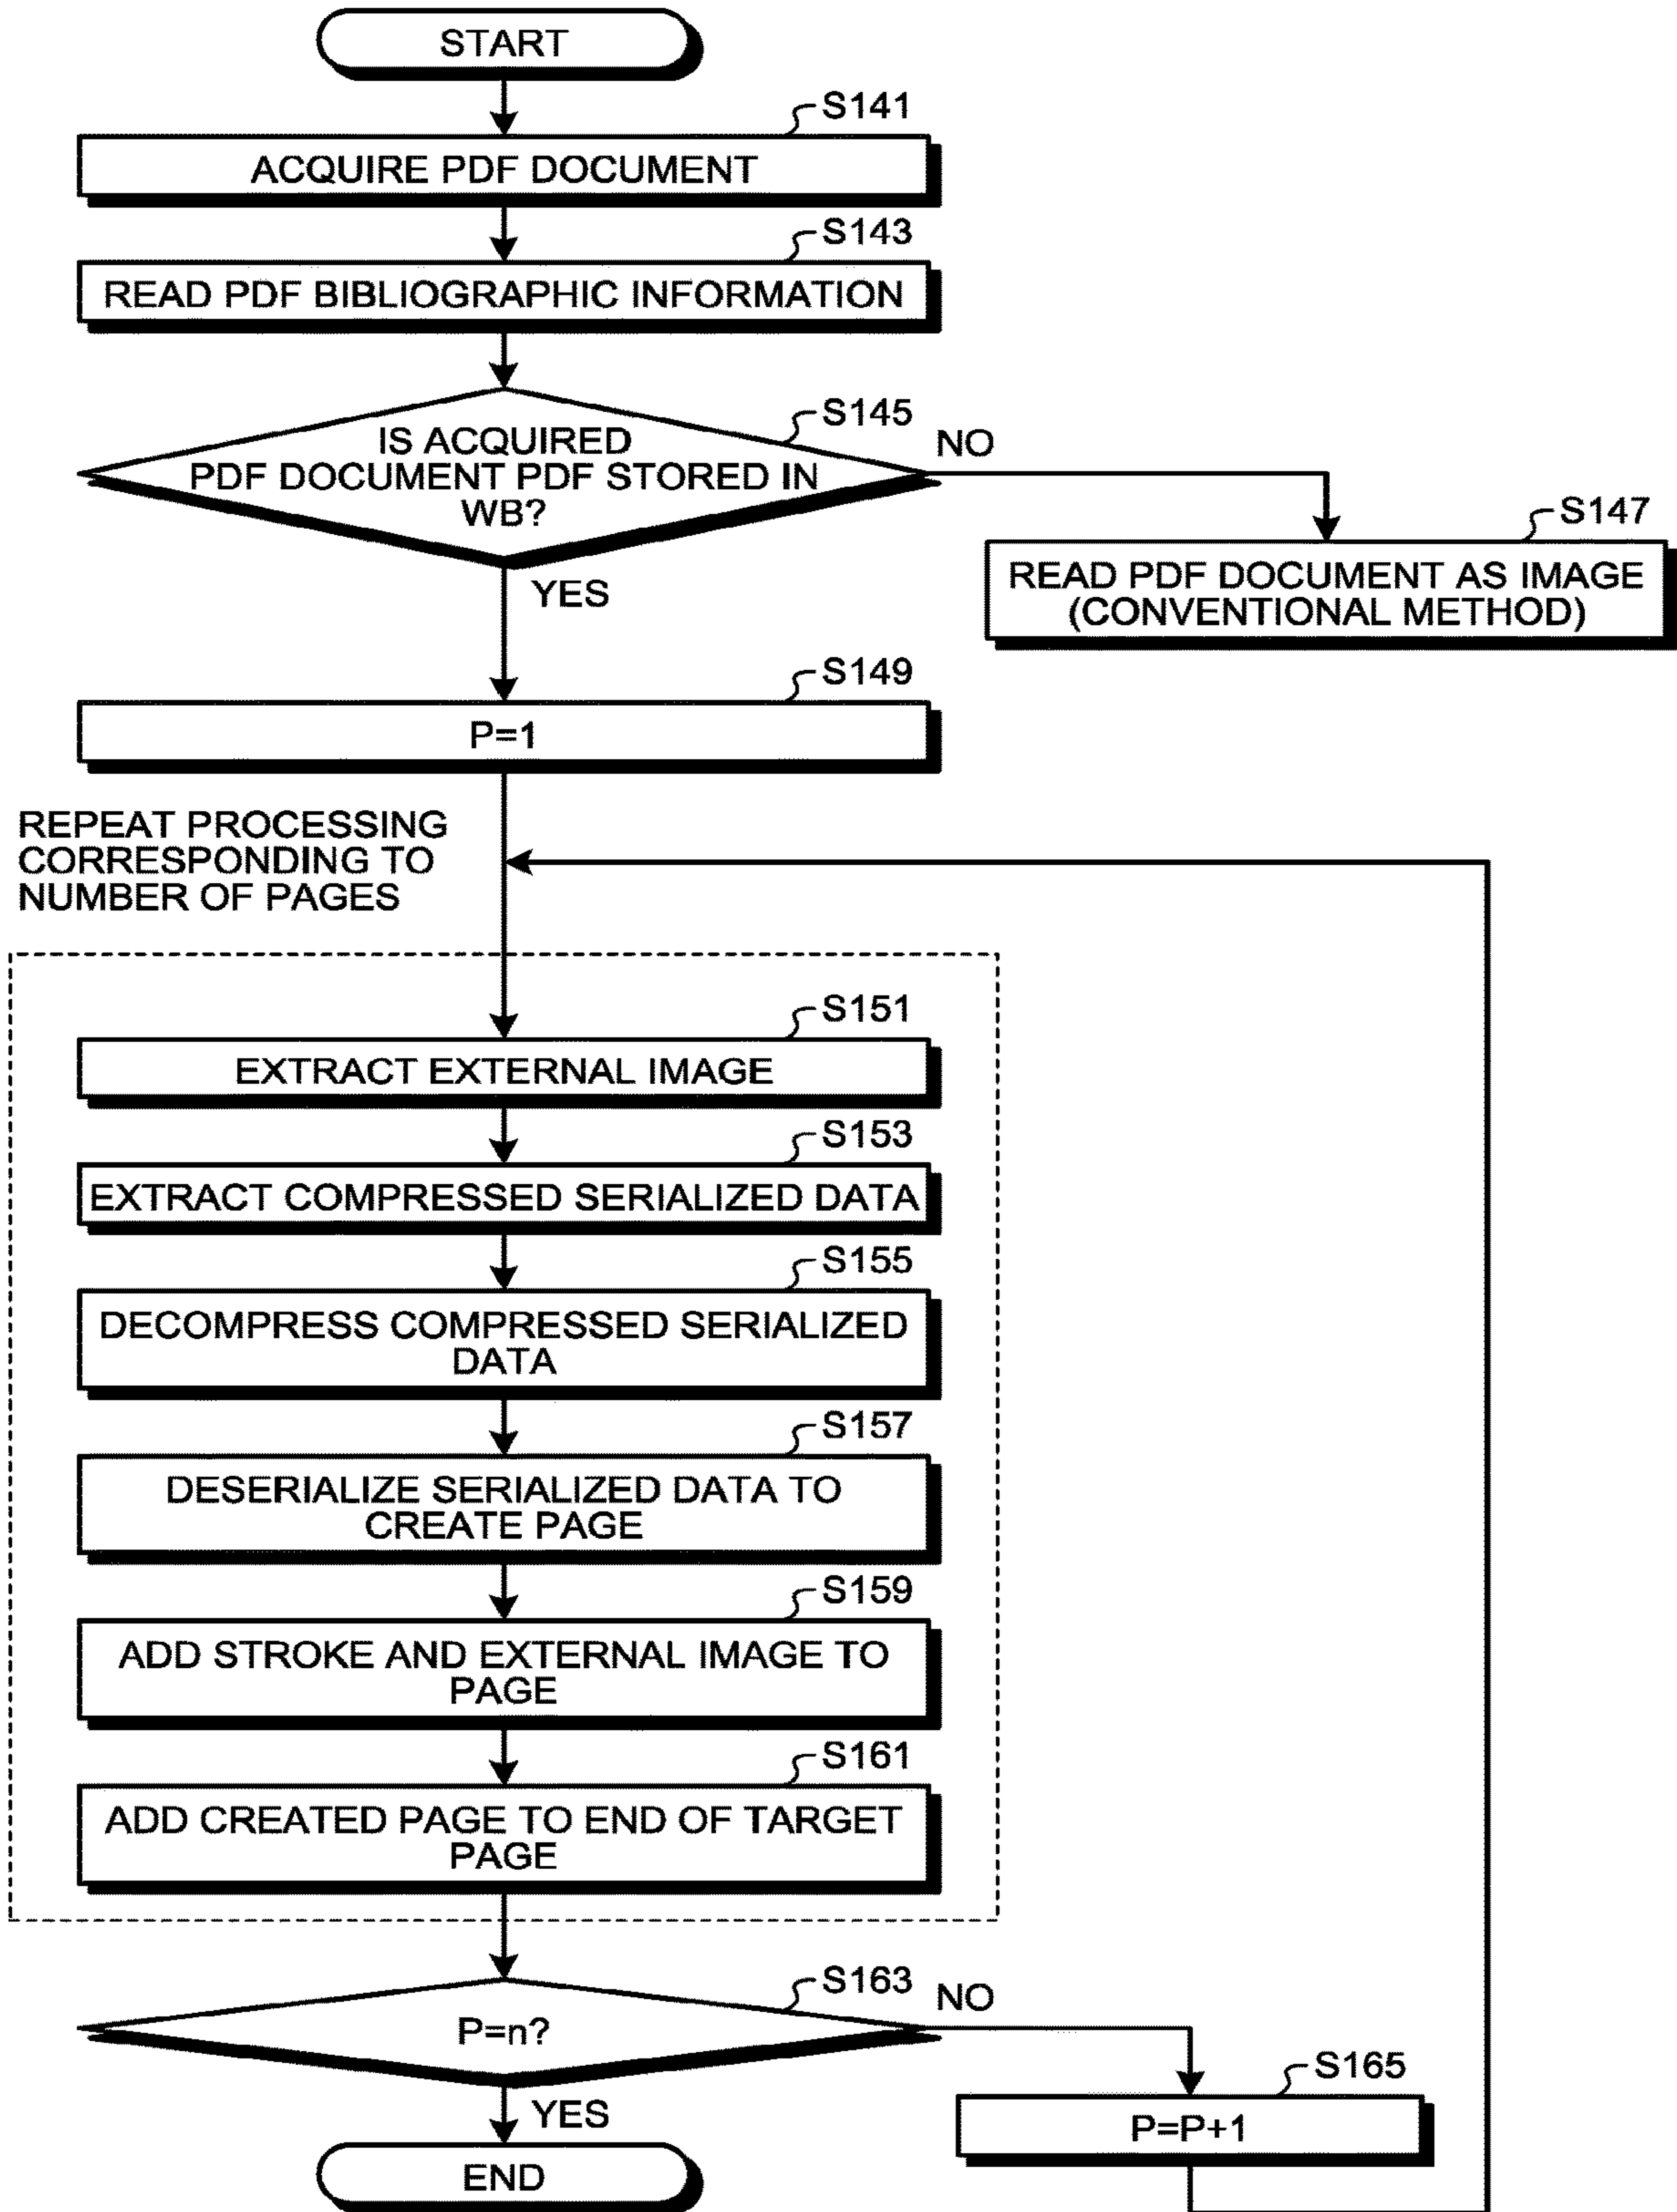 START
S141
ACQUIRE PDF DOCUMENT
S143
READ PDF BIBLIOGRAPHIC INFORMATION
S145
IS ACQUIRED
PDF DOCUMENT PDF STORED IN
WB?
NO
S147
READ PDF DOCUMENT AS IMAGE
(CONVENTIONAL METHOD)
YES
S149
P=1
REPEAT PROCESSING
CORRESPONDING TO
NUMBER OF PAGES
S151
EXTRACT EXTERNAL IMAGE
S153
EXTRACT COMPRESSED SERIALIZED DATA
S155
DECOMPRESS COMPRESSED SERIALIZED
DATA
S157
DESERIALIZE SERIALIZED DATA TO
CREATE PAGE
S159
ADD STROKE AND EXTERNAL IMAGE TO
PAGE
S161
ADD CREATED PAGE TO END OF TARGET
PAGE
S163
P=n?
NO
S165
P=P+1
YES
END